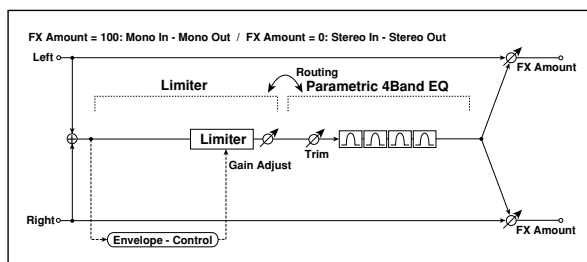 FX Amount = 100: Mono In - Mono Out / FX Amount = 0: Stereo In - Stereo Out
Left
FX Amount
Routing
Limiter
Parametric 4Band EQ
Limiter
Gain Adjust
Trim
Right
FX Amount
Envelope - Control